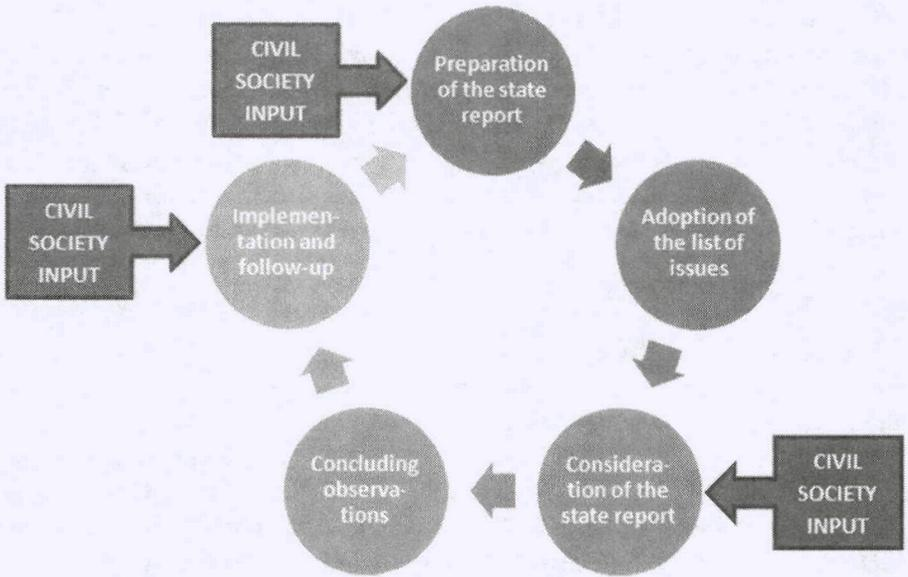 CIVIL
SOCIETY
INPUT
Preparation
of the state
report
CIVIL
SOCIETY
INPUT
Implemen-
tation and
follow-up
Adoption of
the list of
issues
Concluding
observa-
tions
Considera-
tion of the
state report
CIVIL
SOCIETY
INPUT